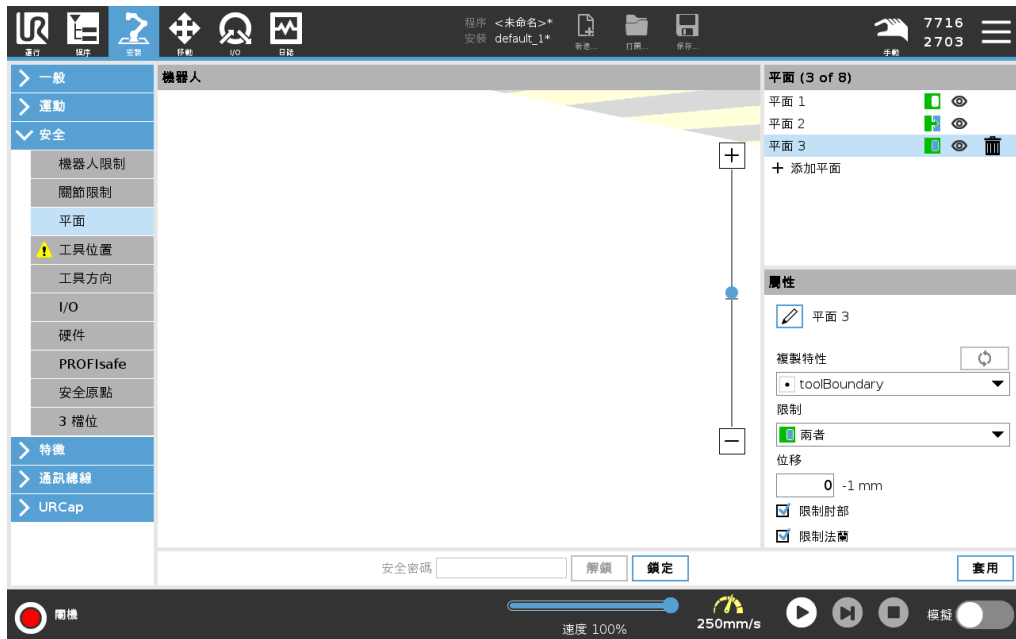 UR
運行
程序
安裝
移動
I/O
日誌
程序 <未命名>*
安裝 default_1*
新建...
打開...
保存...
手動
7716
2703
一般
運動
安全
機器人限制
關節限制
平面
工具位置
工具方向
I/O
硬件
PROFIsafe
安全原點
3 檔位
特徵
通訊總線
URCap
機器人
平面 (3 of 8)
平面 1
平面 2
平面 3
添加平面
屬性
平面 3
複製特性
toolBoundary
限制
兩者
位移
0 -1 mm
限制肘部
限制法蘭
安全密碼
解鎖
鎖定
套用
關機
速度 100%
250mm/s
模擬